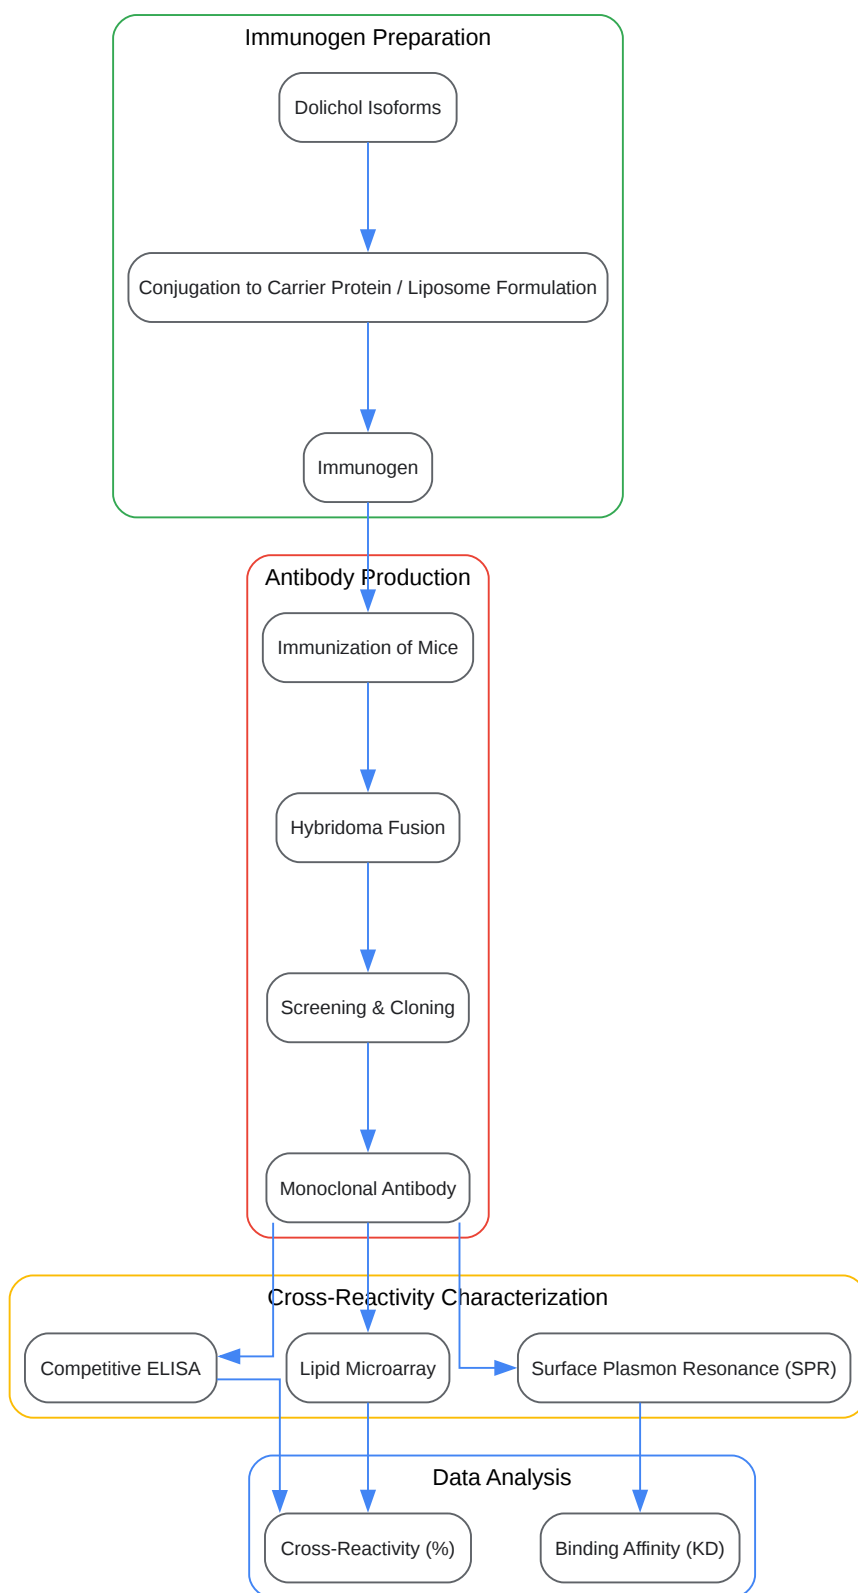 Immunogen Preparation
Dolichol Isoforms
Conjugation to Carrier Protein / Liposome Formulation
Immunogen
Antibody Production
Immunization of Mice
Hybridoma Fusion
Screening & Cloning
Monoclonal Antibody
Cross-Reactivity Characterization
Competitive ELISA
Lipid Microarray
Surface Plasmon Resonance (SPR)
Data Analysis
Cross-Reactivity (%)
Binding Affinity (KD)